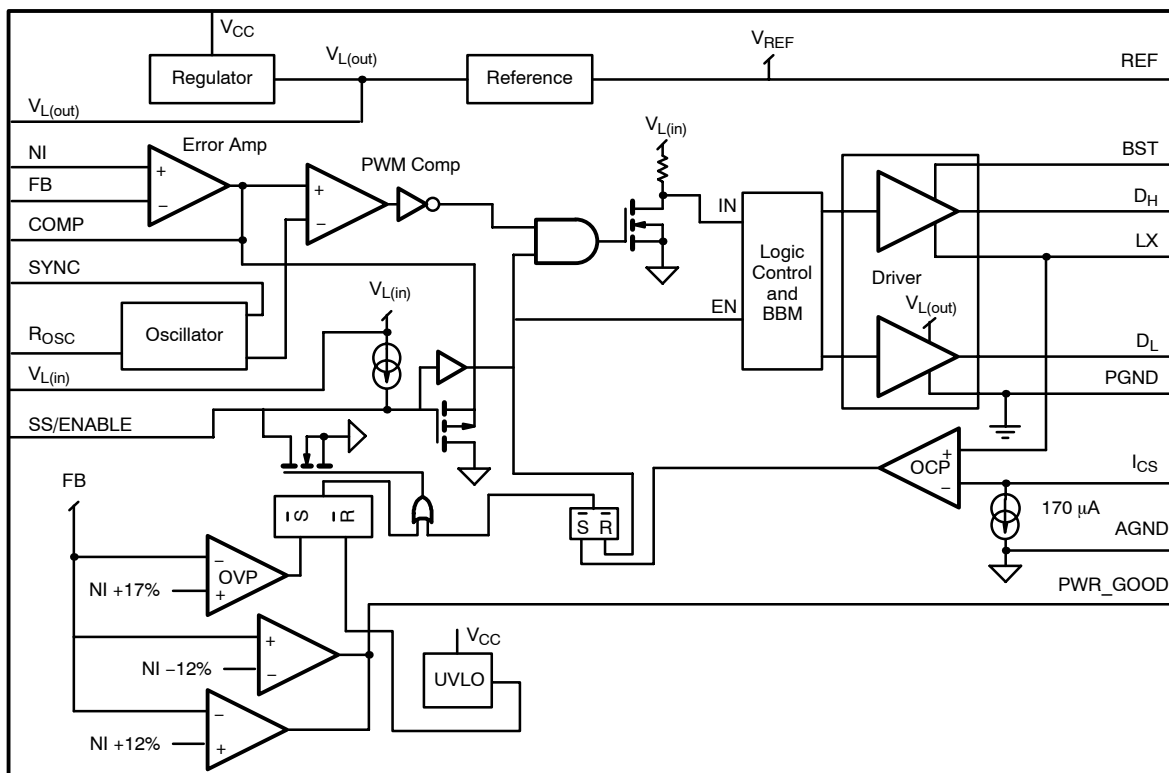 VCC
VREF
Regulator
VL(out)
Reference
REF
VL(out)
Error Amp
VL(in)
NI
+
FB
−
PWM Comp
+
−
COMP
SYNC
IN
BST
DH
LX
Logic
Control
and
BBM
Driver
VL(in)
ROSC
Oscillator
EN
VL(out)
DL
VL(in)
PGND
SS/ENABLE
OCP
+
−
ICS
170 μA
AGND
FB
S̅ R̅
S̅ R̅
−
OVP
NI +17%
+
PWR_GOOD
+
NI −12%
−
VCC
UVLO
−
NI +12%
+